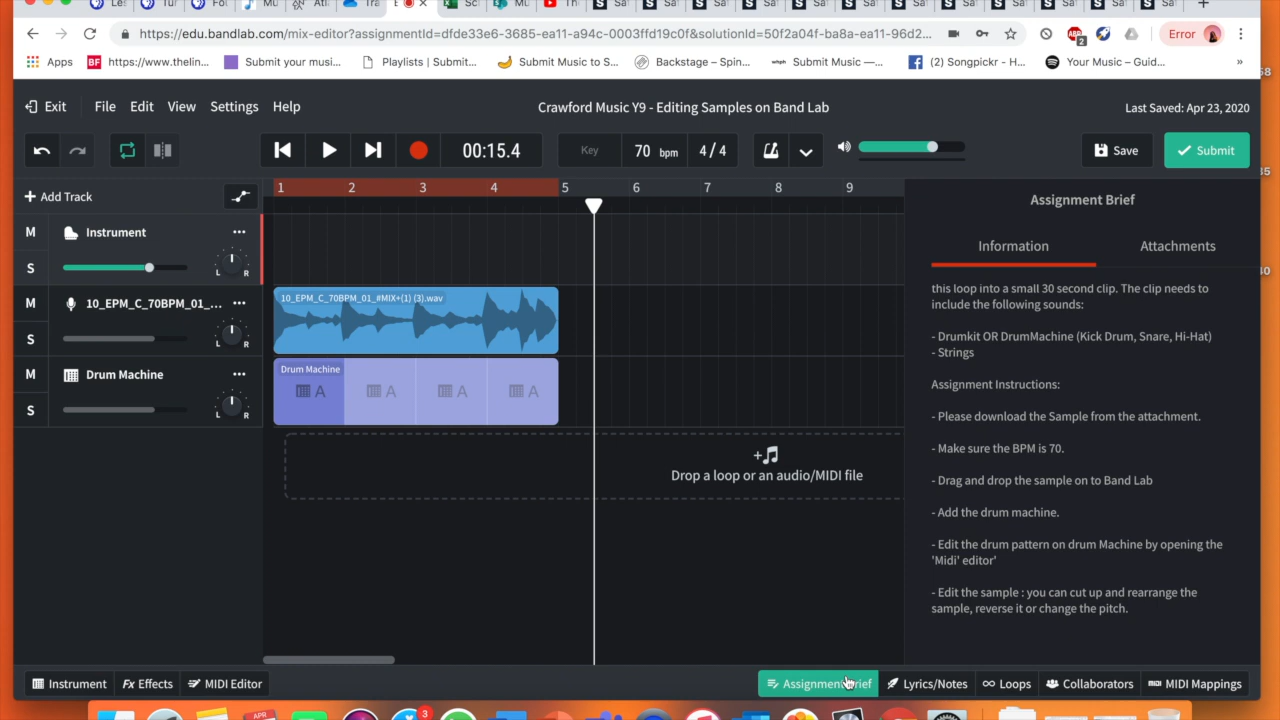 https://edu.bandlab.com/mix-editor?assignmentId=dfde33e6-3685-ea11-a94c-0003ffd19c0f&solutionId=50f2a04f-ba8a-ea11-96d2...
2
Error
Apps
BF
https://www.thelin...
Submit your musi...
Playlists | Submit...
Submit Music to S...
Backstage – Spin...
Submit Music —...
(2) Songpickr - H...
Your Music – Guid...
»
Exit
File
Edit
View
Settings
Help
Crawford Music Y9 - Editing Samples on Band Lab
Last Saved: Apr 23, 2020
00:15.4
Key
70 bpm
4 / 4
Save
Submit
+ Add Track
1 2 3 4 5 6 7 8 9
M
Instrument
S
L R
M
10_EPM_C_70BPM_01_...
S
L R
10_EPM_C_70BPM_01_#MIX+(1) (3).wav
M
Drum Machine
S
L R
Drum Machine
A A A A
Drop a loop or an audio/MIDI file
Assignment Brief
Information
Attachments
this loop into a small 30 second clip. The clip needs to
include the following sounds:
- Drumkit OR DrumMachine (Kick Drum, Snare, Hi-Hat)
- Strings
Assignment Instructions:
- Please download the Sample from the attachment.
- Make sure the BPM is 70.
- Drag and drop the sample on to Band Lab
- Add the drum machine.
- Edit the drum pattern on drum Machine by opening the
'Midi' editor'
- Edit the sample : you can cut up and rearrange the
sample, reverse it or change the pitch.
Instrument
Fx Effects
MIDI Editor
Assignment Brief
Lyrics/Notes
Loops
Collaborators
MIDI Mappings
APR
3